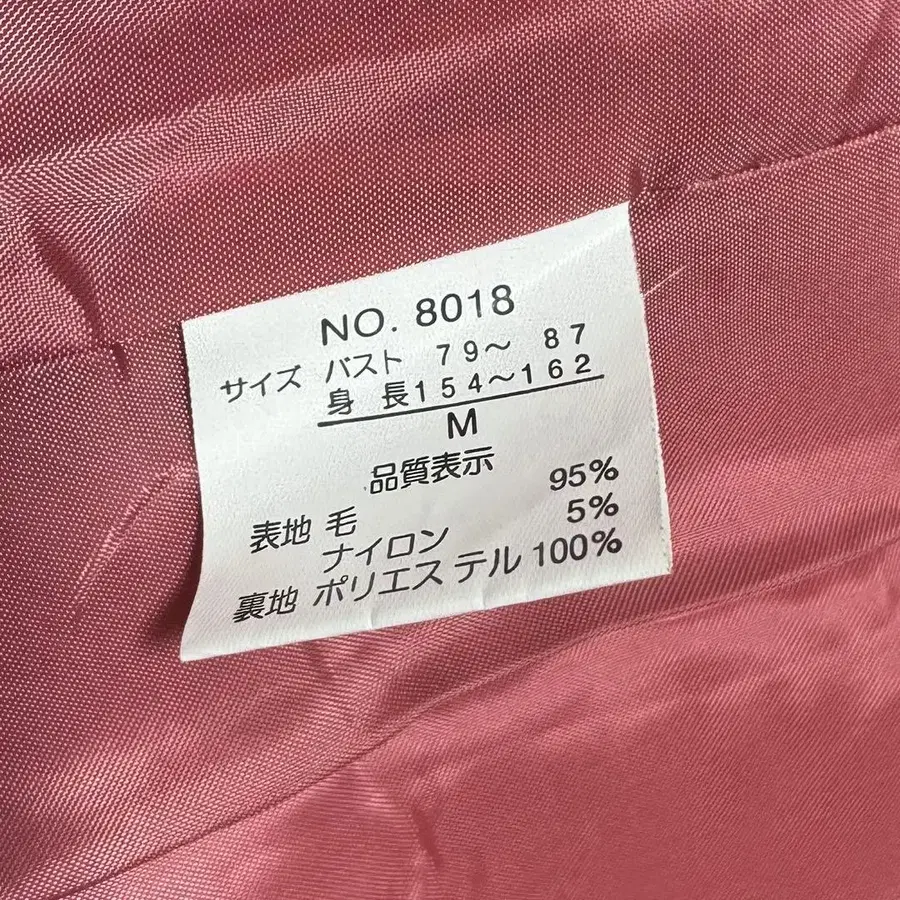 NO. 8018
サイズ バスト 79～ 87
身 長154～162
M
品質表示
表地 毛 95%
ナイロン 5%
裏地 ポリエステル 100%